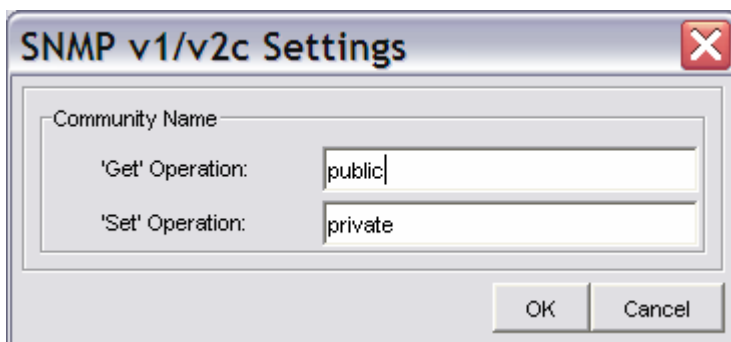 SNMP v1/v2c Settings
Community Name
'Get' Operation: public
'Set' Operation: private
OK Cancel